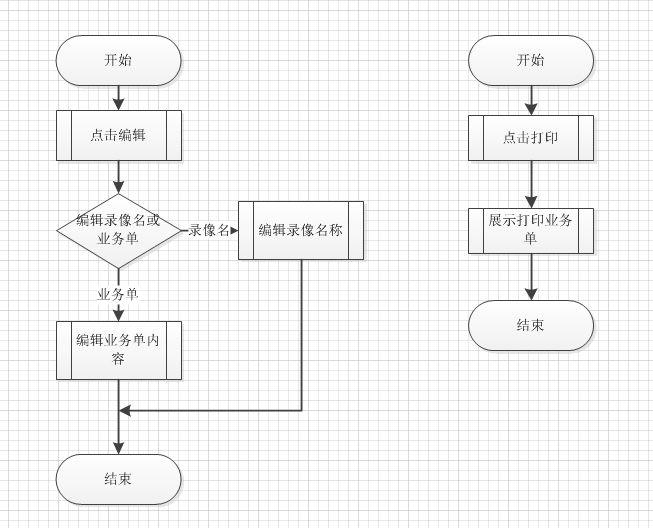 开始
点击编辑
编辑录像名或
业务单
录像名
编辑录像名称
业务单
编辑业务单内
容
结束
开始
点击打印
展示打印业务
单
结束